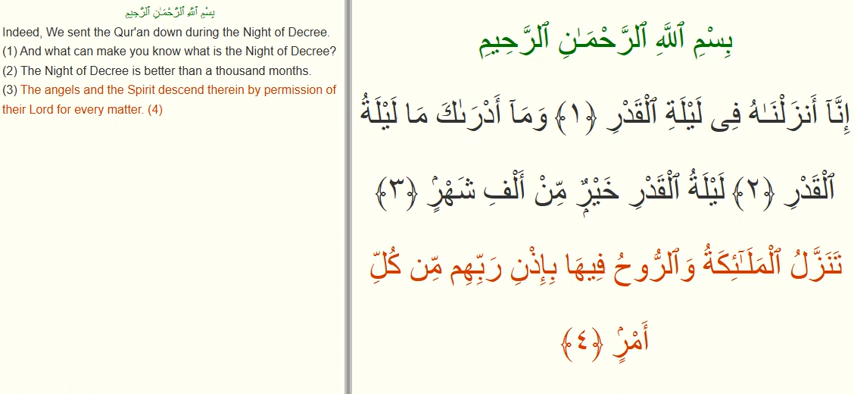 بِسْمِ ٱللَّهِ ٱلرَّحْمَـٰنِ ٱلرَّحِيمِ
Indeed, We sent the Qur'an down during the Night of Decree.
(1) And what can make you know what is the Night of Decree?
(2) The Night of Decree is better than a thousand months.
(3) The angels and the Spirit descend therein by permission of
their Lord for every matter. (4)
بِسْمِ ٱللَّهِ ٱلرَّحْمَـٰنِ ٱلرَّحِيمِ
إِنَّآ أَنزَلْنَـٰهُ فِى لَيْلَةِ ٱلْقَدْرِ ﴿١﴾ وَمَآ أَدْرَىٰكَ مَا لَيْلَةُ
ٱلْقَدْرِ ﴿٢﴾ لَيْلَةُ ٱلْقَدْرِ خَيْرٌۭ مِّنْ أَلْفِ شَهْرٍۢ ﴿٣﴾
تَنَزَّلُ ٱلْمَلَـٰٓئِكَةُ وَٱلرُّوحُ فِيهَا بِإِذْنِ رَبِّهِم مِّن كُلِّ
أَمْرٍۢ ﴿٤﴾